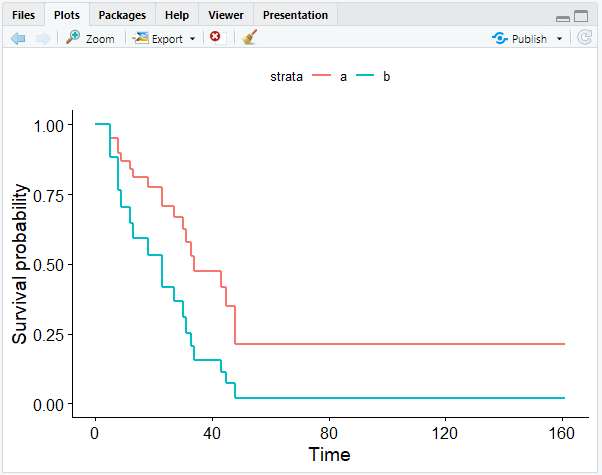 Files Plots Packages Help Viewer Presentation
Zoom Export Publish
strata a b
1.00
0.75
0.50
0.25
0.00
Survival probability
0 40 80 120 160
Time